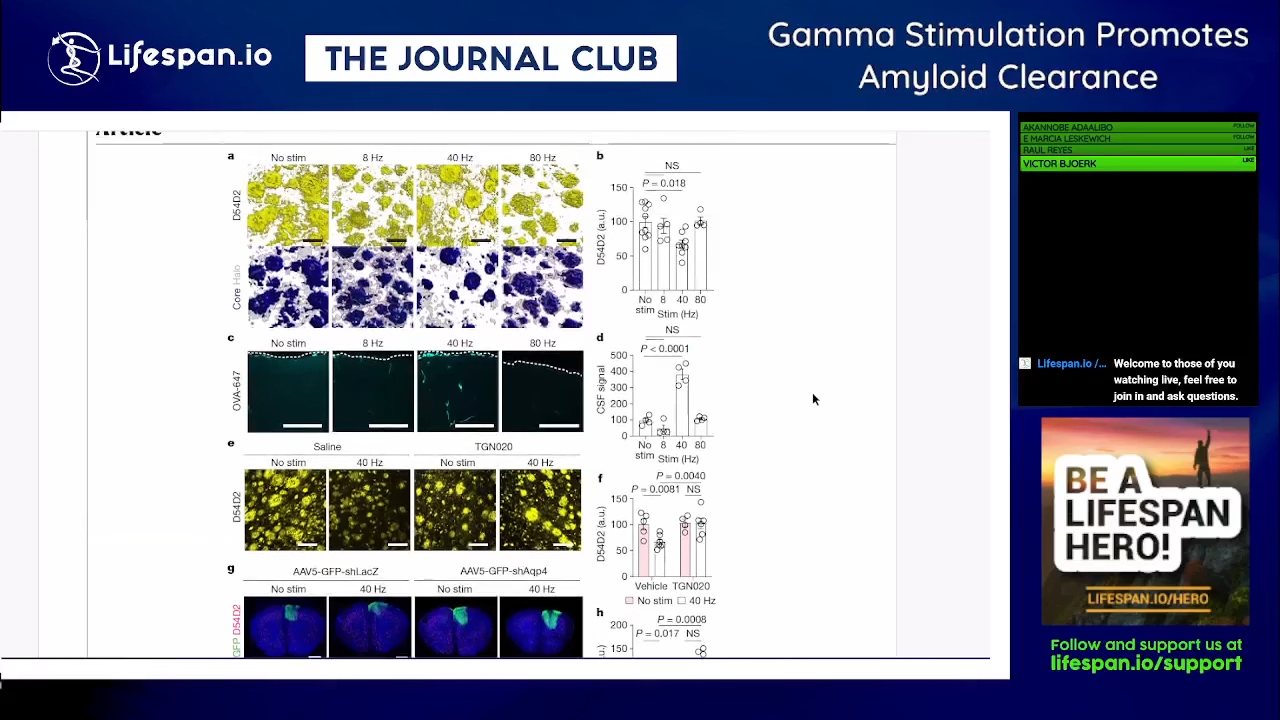 Lifespan.io
THE JOURNAL CLUB
Gamma Stimulation Promotes
Amyloid Clearance
Article
a
No stim
8 Hz
40 Hz
80 Hz
D54D2
Core Halo
b
NS
P = 0.018
150
100
50
0
D54D2 (a.u.)
No stim
8
40
80
Stim (Hz)
c
No stim
8 Hz
40 Hz
80 Hz
OVA-647
d
NS
P < 0.0001
500
400
300
200
100
0
CSF signal
No stim
8
40
80
Stim (Hz)
e
Saline
TGN020
No stim
40 Hz
No stim
40 Hz
D54D2
f
P = 0.0040
P = 0.0081
NS
150
100
50
0
D54D2 (a.u.)
Vehicle TGN020
No stim
40 Hz
g
AAV5-GFP-shLacZ
AAV5-GFP-shAqp4
No stim
40 Hz
No stim
40 Hz
GFP D54D2
h
P = 0.0008
P = 0.017
NS
200
150
AKANNOBE ADAALIBO FOLLOW
E MARCIA LESKEWICH FOLLOW
RAUL REYES LIKE
VICTOR BJOERK LIKE
Lifespan.io /... Welcome to those of you
watching live, feel free to
join in and ask questions.
BE A
LIFESPAN
HERO!
LIFESPAN.IO/HERO
Follow and support us at
lifespan.io/support